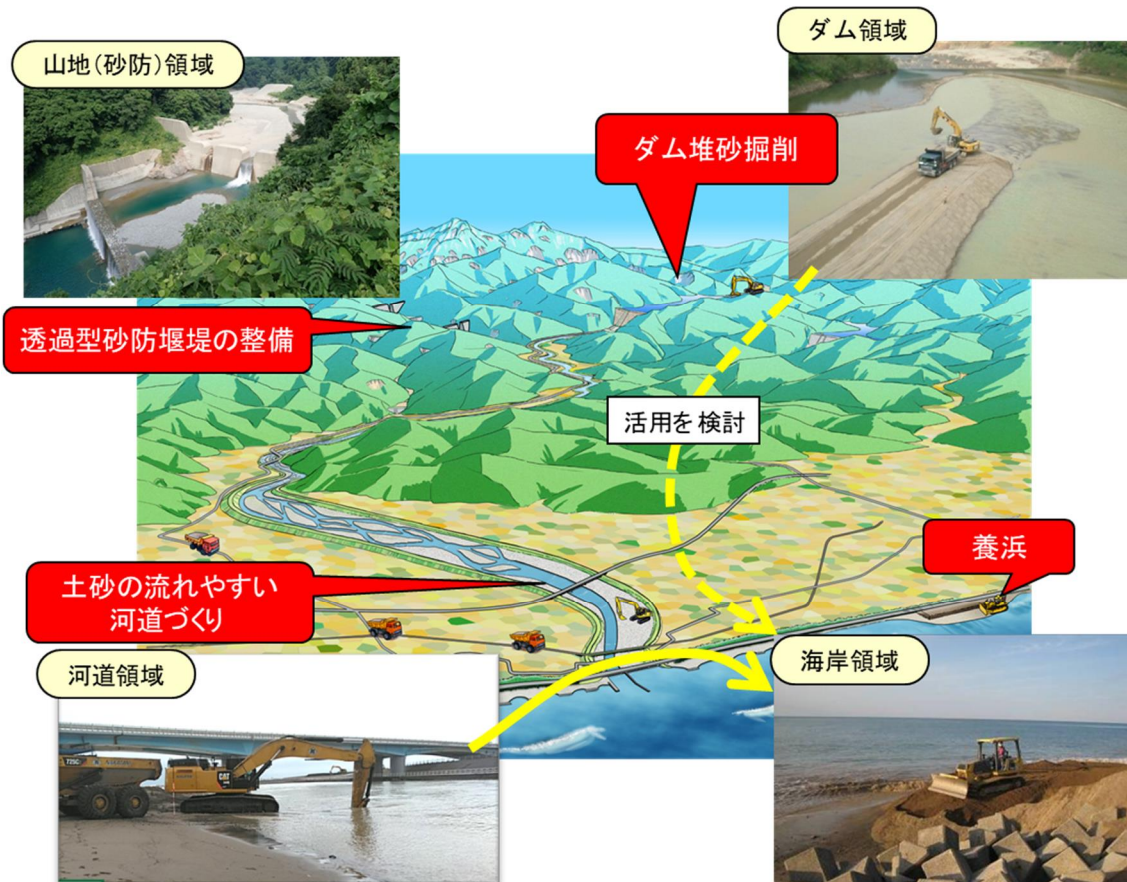 山地(砂防)領域
ダム領域
ダム堆砂掘削
透過型砂防堰堤の整備
活用を検討
養浜
土砂の流れやすい
河道づくり
河道領域
海岸領域
725C
CAT